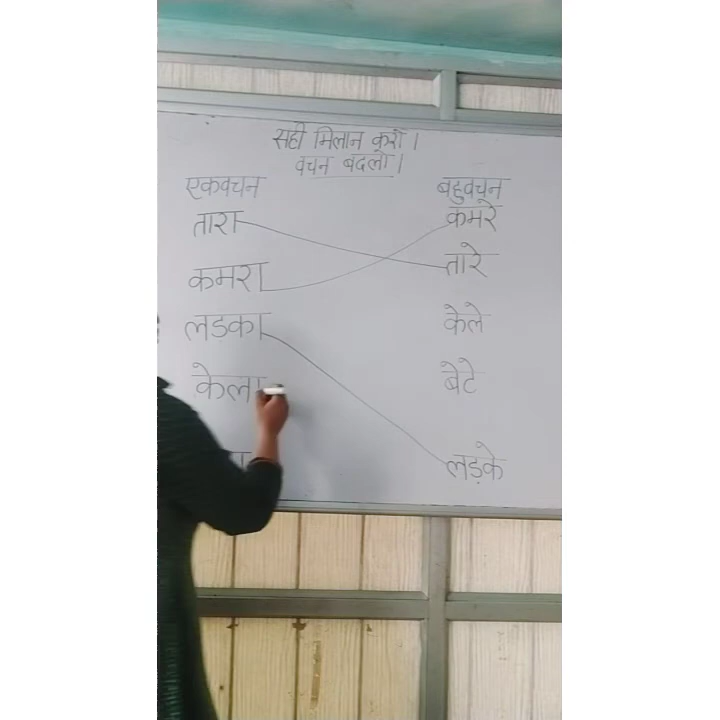 सही मिलान करो।
वचन बदलो।
एकवचन बहुवचन
तारा कमरे
कमरा तारे
लड़का केले
केला बेटे
लड़के